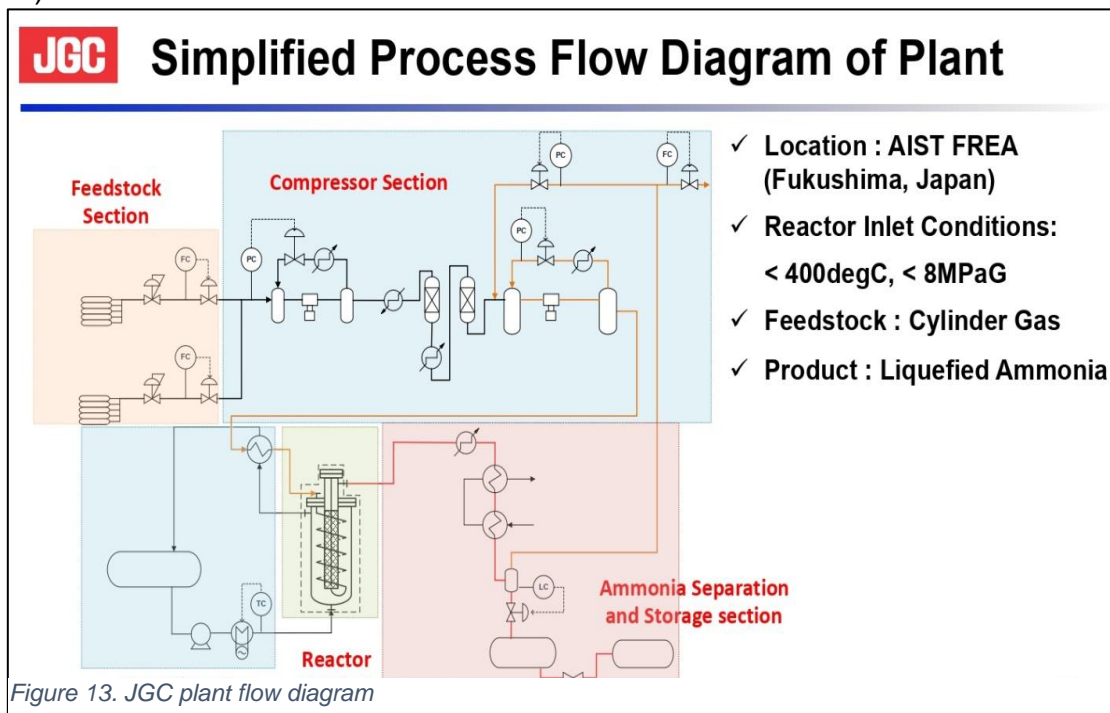 JGC Simplified Process Flow Diagram of Plant
Feedstock
Section
Compressor Section
PC
FC
FC
PC
PC
FC
✓ Location : AIST FREA
(Fukushima, Japan)
✓ Reactor Inlet Conditions:
< 400degC, < 8MPaG
✓ Feedstock : Cylinder Gas
✓ Product : Liquefied Ammonia
TC
Reactor
LC
Ammonia Separation
and Storage section
Figure 13. JGC plant flow diagram